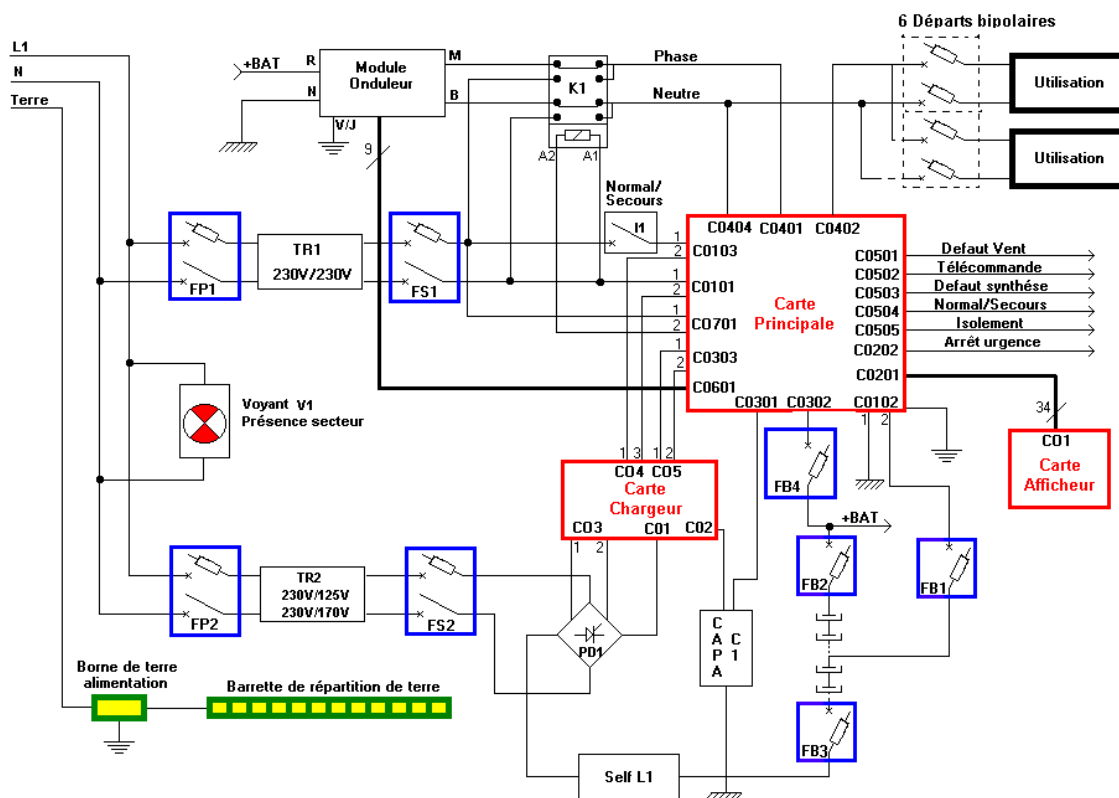 6 Départs bipolaires
L1
N
Terre
+BAT
R
N
Module
Onduleur
M
B
V/J
9
K1
A2
A1
Phase
Neutre
Utilisation
Utilisation
Normal/
Secours
I1
FP1
TR1
230V/230V
FS1
1
2
1
2
1
2
1
2
C0404
C0401
C0402
C0103
C0101
C0701
C0303
C0601
C0301
C0302
C0102
Carte
Principale
C0501
C0502
C0503
C0504
C0505
C0202
C0201
Defaut Vent
Télécommande
Defaut synthése
Normal/Secours
Isolement
Arrêt urgence
1
2
34
C01
Carte
Afficheur
Voyant V1
Présence secteur
1
3
1
2
C04
C05
Carte
Chargeur
C03
C01
C02
1
2
FB4
+BAT
FB2
FB1
FB3
FP2
TR2
230V/125V
230V/170V
FS2
PD1
CAPA
C1
Borne de terre
alimentation
Barrette de répartition de terre
Self L1